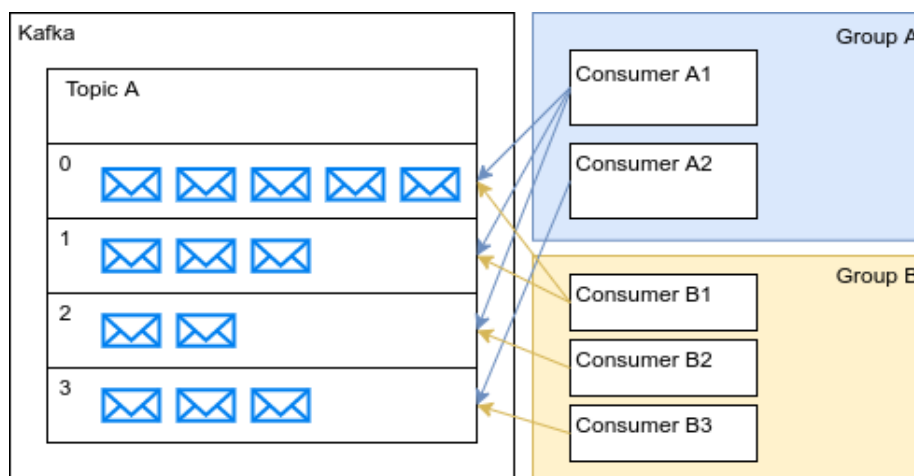 Kafka
Topic A
0
1
2
3
Group A
Consumer A1
Consumer A2
Group B
Consumer B1
Consumer B2
Consumer B3